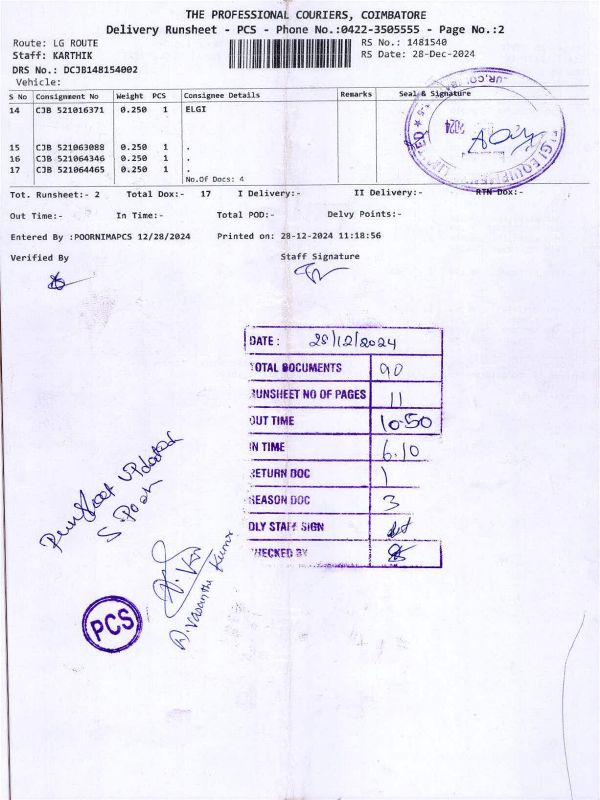 THE PROFESSIONAL COURIERS, COIMBATORE
Delivery Runsheet - PCS - Phone No.:0422-3505555 - Page No.:2
Route: LG ROUTE RS No.: 1481540
Staff: KARTHIK RS Date: 28-Dec-2024
DRS No.: DCJB148154002
Vehicle:
S No Consignment No Weight PCS Consignee Details Remarks Seal & Signature
14 CJB 521016371 0.250 1 ELGI
15 CJB 521063088 0.250 1 .
16 CJB 521064346 0.250 1 .
17 CJB 521064465 0.250 1 .
No.Of Docs: 4
Tot. Runsheet:- 2 Total Dox:- 17 I Delivery:- II Delivery:- RTN Dox:-
Out Time:- In Time:- Total POD:- Delvy Points:-
Entered By :POORNIMAPCS 12/28/2024 Printed on: 28-12-2024 11:18:56
Verified By Staff Signature
DATE : 28/12/2024
TOTAL DOCUMENTS 90
RUNSHEET NO OF PAGES 11
OUT TIME 10.50
IN TIME 6.10
RETURN DOC 1
REASON DOC 3
DLY STAFF SIGN
CHECKED BY
updated
S. Poor
D. Vasantha Kumar
PCS